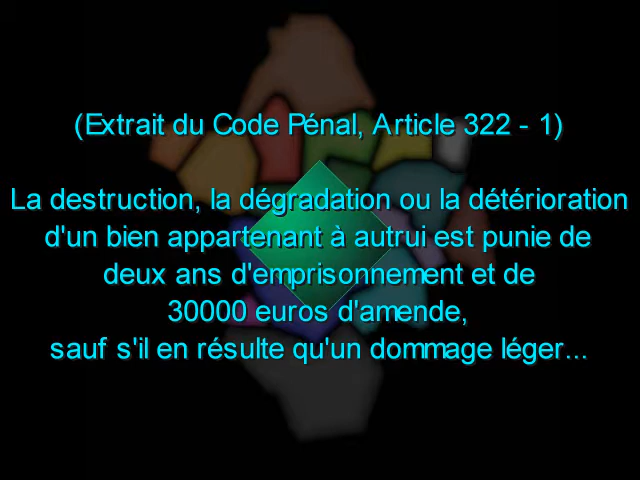 (Extrait du Code Pénal, Article 322 - 1)
La destruction, la dégradation ou la détérioration
d'un bien appartenant à autrui est punie de
deux ans d'emprisonnement et de
30000 euros d'amende,
sauf s'il en résulte qu'un dommage léger...